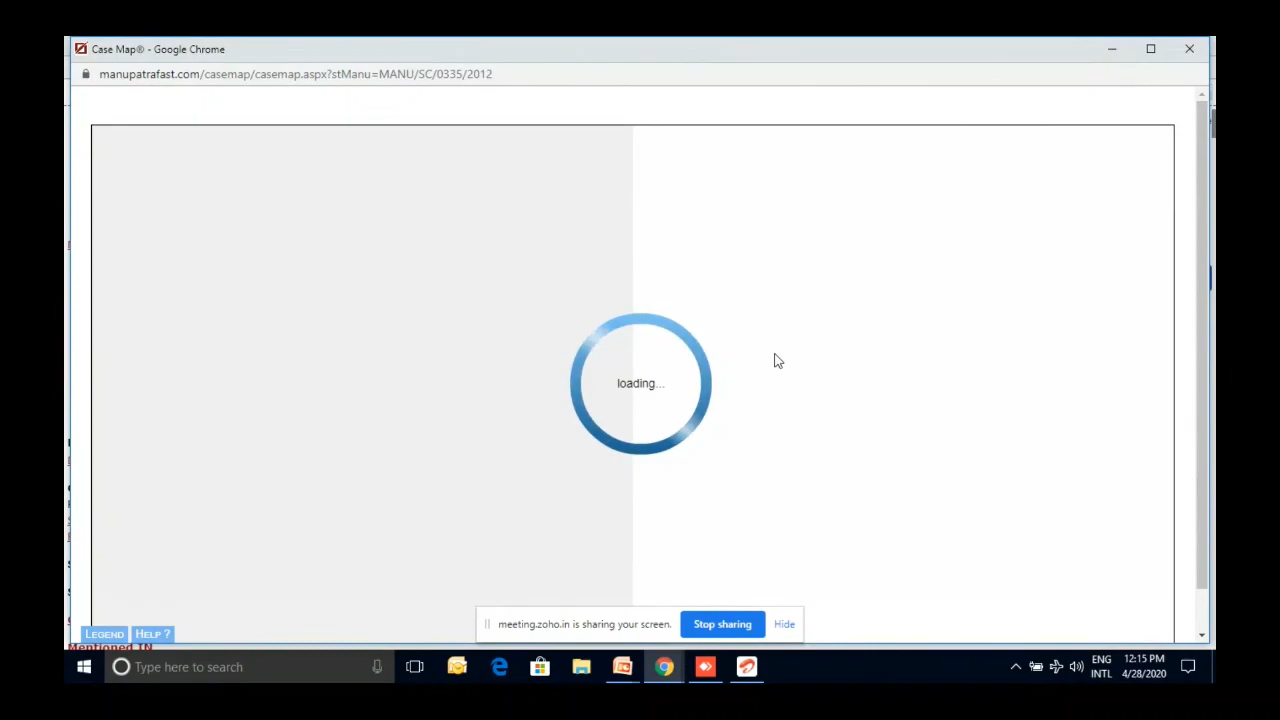 Case Map® - Google Chrome
manupatrafast.com/casemap/casemap.aspx?stManu=MANU/SC/0335/2012
loading...
meeting.zoho.in is sharing your screen. Stop sharing Hide
LEGEND HELP ?
Mentioned IN
Type here to search
ENG 12:15 PM
INTL 4/28/2020